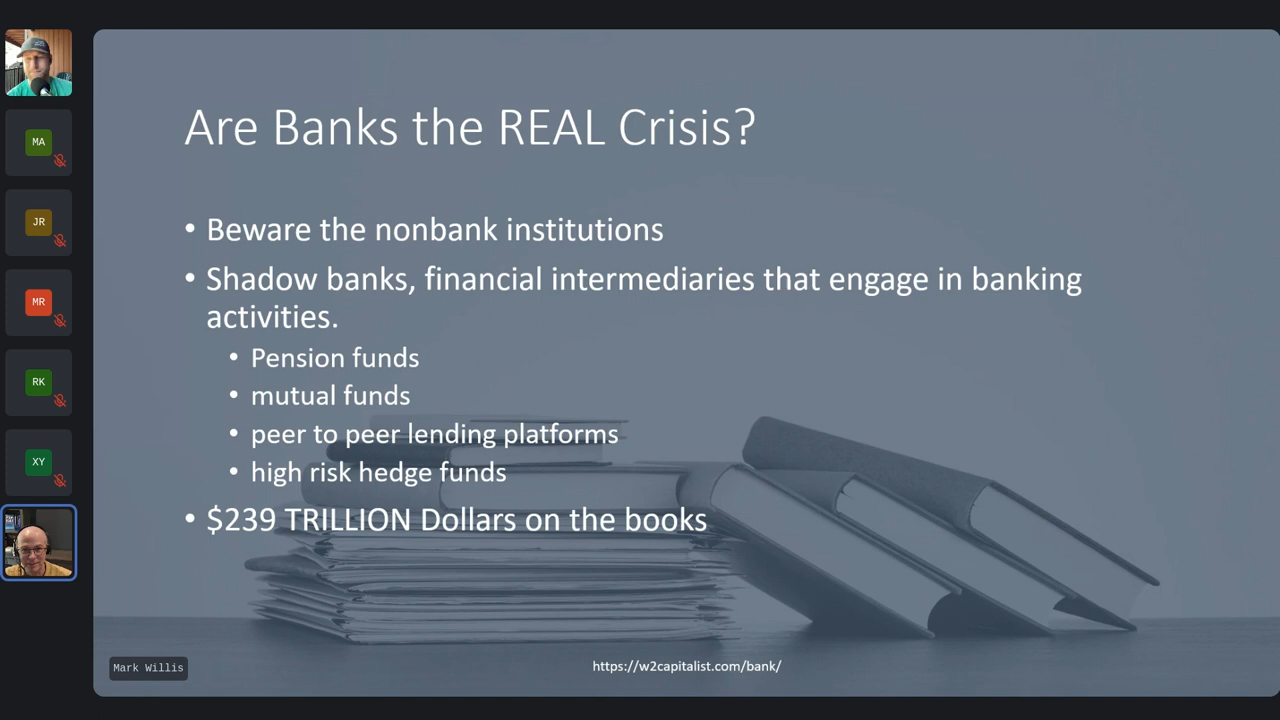 Are Banks the REAL Crisis?
• Beware the nonbank institutions
• Shadow banks, financial intermediaries that engage in banking
activities.
• Pension funds
• mutual funds
• peer to peer lending platforms
• high risk hedge funds
• $239 TRILLION Dollars on the books
https://w2capitalist.com/bank/
Mark Willis
MA
JR
MR
RK
XY